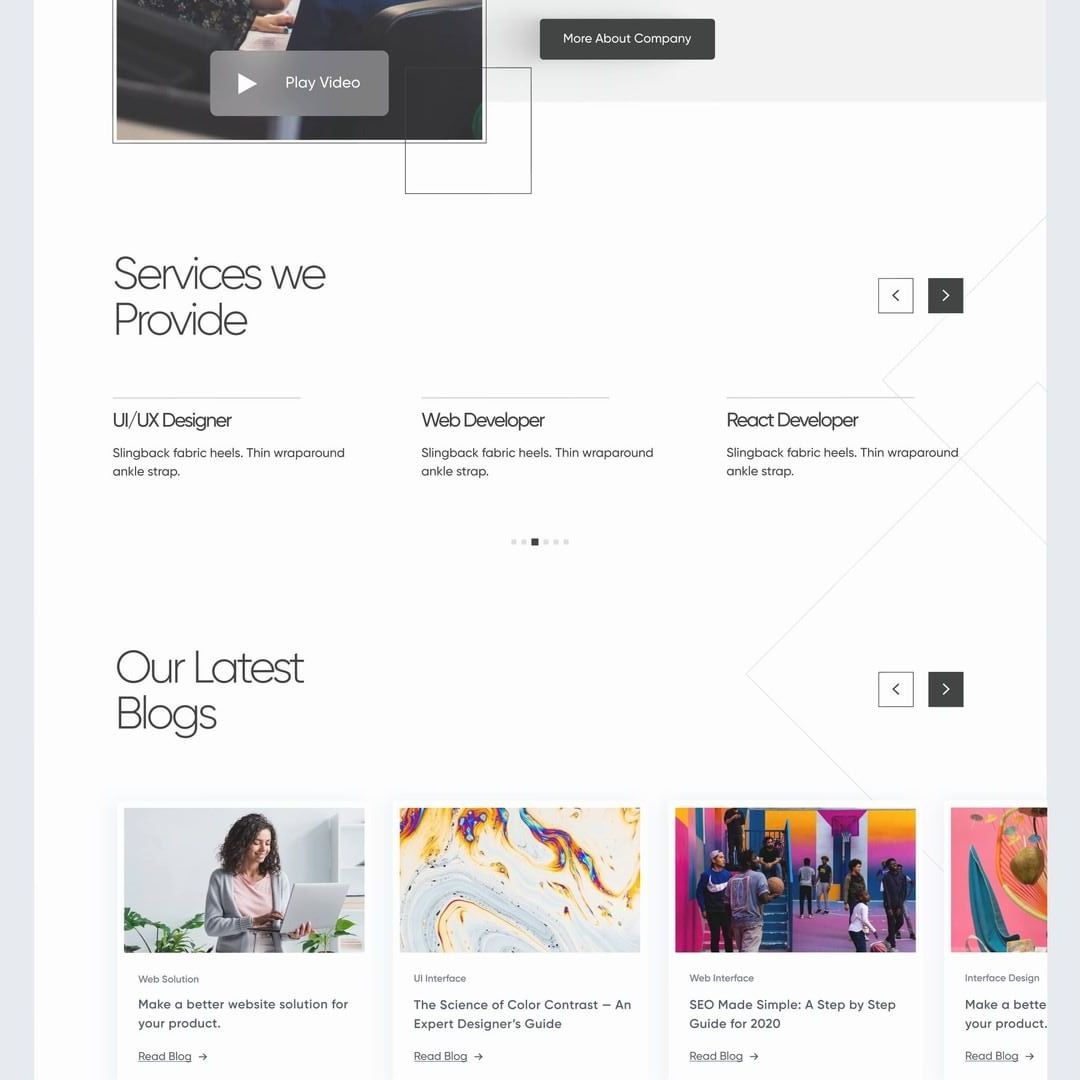 More About Company
Play Video
Services we
Provide
UI/UX Designer
Slingback fabric heels. Thin wraparound
ankle strap.
Web Developer
Slingback fabric heels. Thin wraparound
ankle strap.
React Developer
Slingback fabric heels. Thin wraparound
ankle strap.
Our Latest
Blogs
Web Solution
Make a better website solution for
your product.
Read Blog →
UI Interface
The Science of Color Contrast — An
Expert Designer’s Guide
Read Blog →
Web Interface
SEO Made Simple: A Step by Step
Guide for 2020
Read Blog →
Interface Design
Make a bette
your product.
Read Blog →